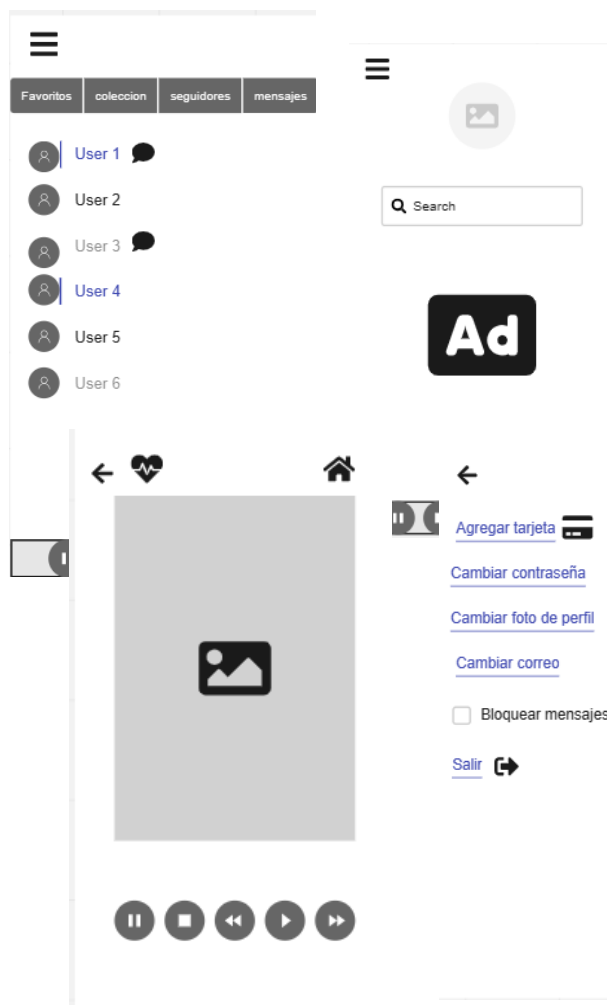 Favoritos coleccion seguidores mensajes
User 1
User 2
User 3
User 4
User 5
User 6
Search
Ad
Agregar tarjeta
Cambiar contraseña
Cambiar foto de perfil
Cambiar correo
Bloquear mensajes
Salir